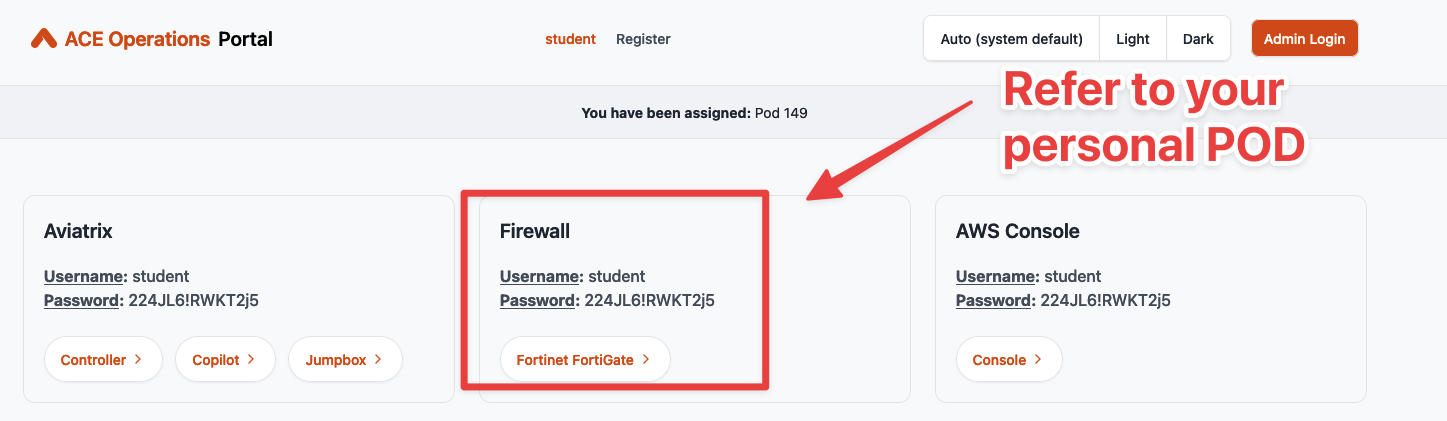 ACE Operations Portal
student
Register
Auto (system default)
Light
Dark
Admin Login
You have been assigned: Pod 149
Refer to your
personal POD
Aviatrix
Username: student
Password: 224JL6!RWKT2j5
Controller
Copilot
Jumpbox
Firewall
Username: student
Password: 224JL6!RWKT2j5
Fortinet FortiGate
AWS Console
Username: student
Password: 224JL6!RWKT2j5
Console